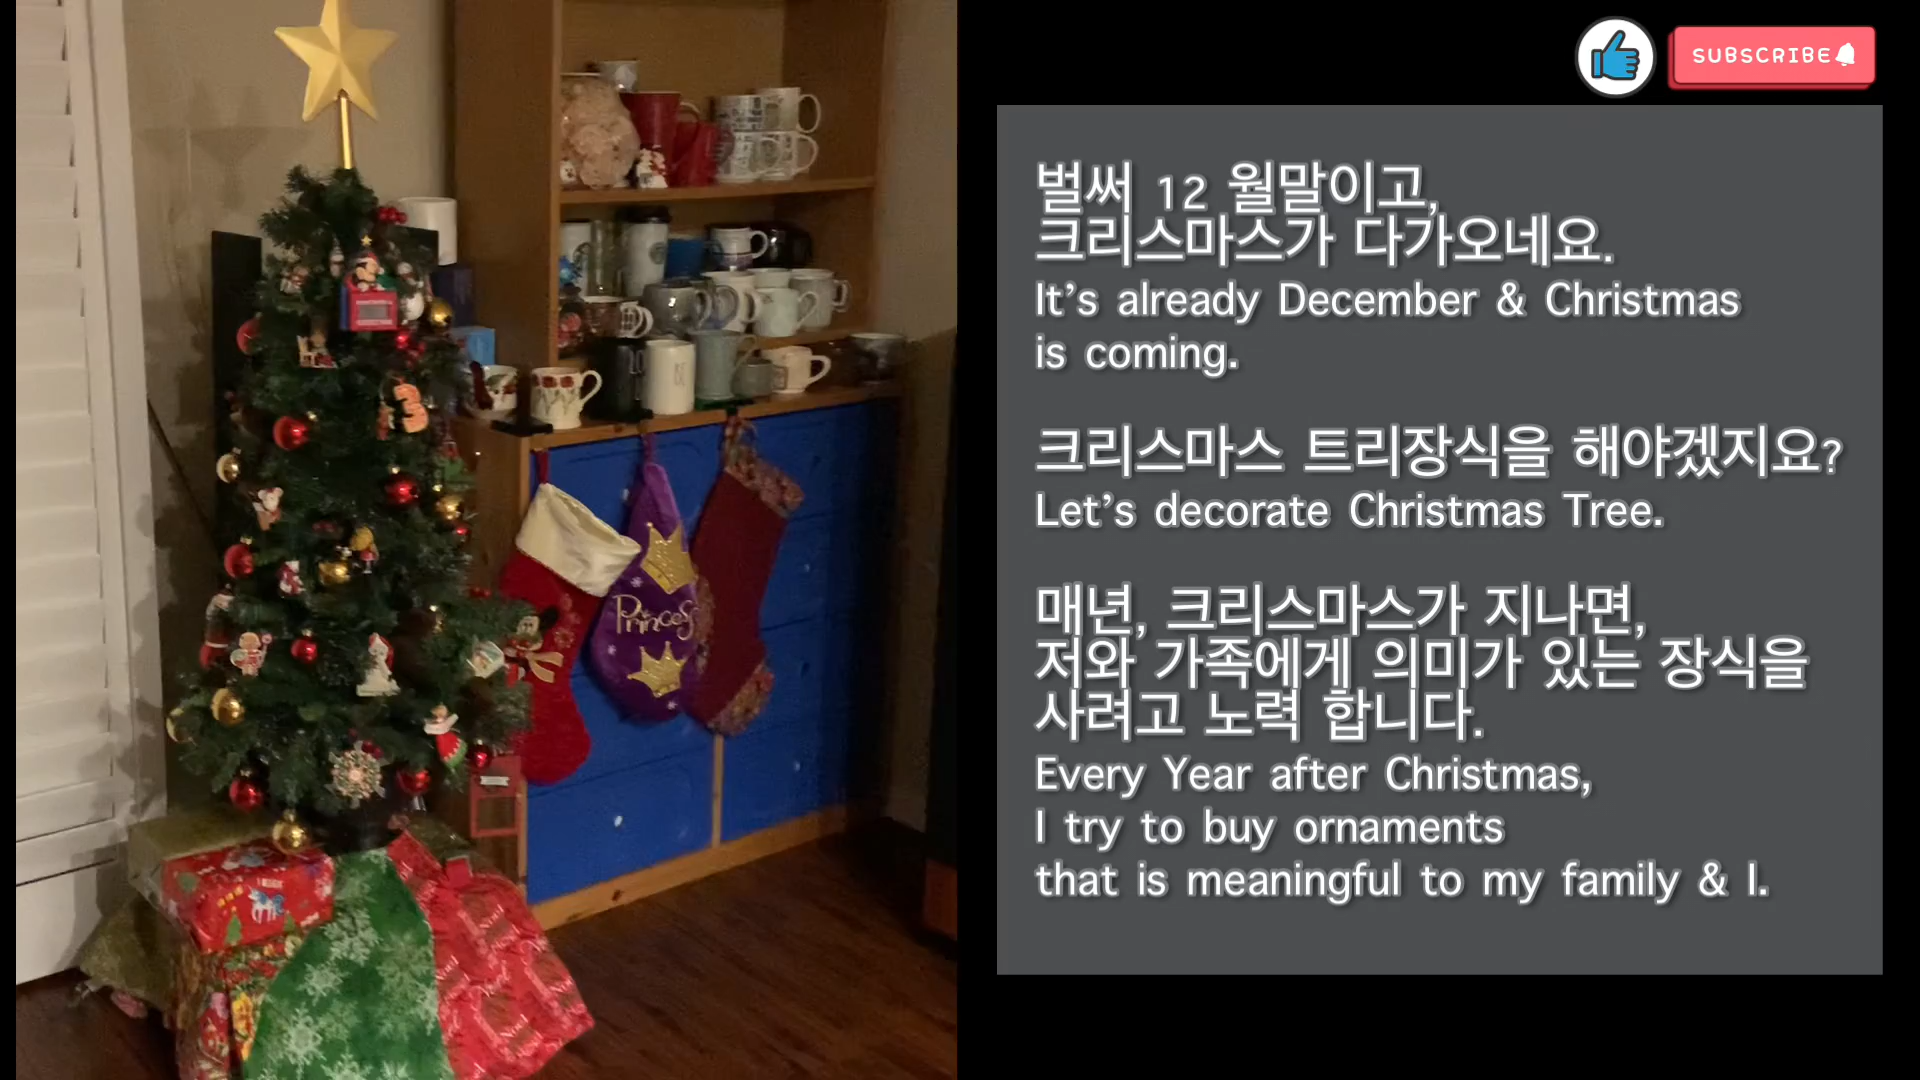 SUBSCRIBE
벌써 12 월말이고,
크리스마스가 다가오네요.
It's already December & Christmas
is coming.
크리스마스 트리장식을 해야겠지요?
Let's decorate Christmas Tree.
매년, 크리스마스가 지나면,
저와 가족에게 의미가 있는 장식을
사려고 노력 합니다.
Every Year after Christmas,
I try to buy ornaments
that is meaningful to my family & I.
Princess
3